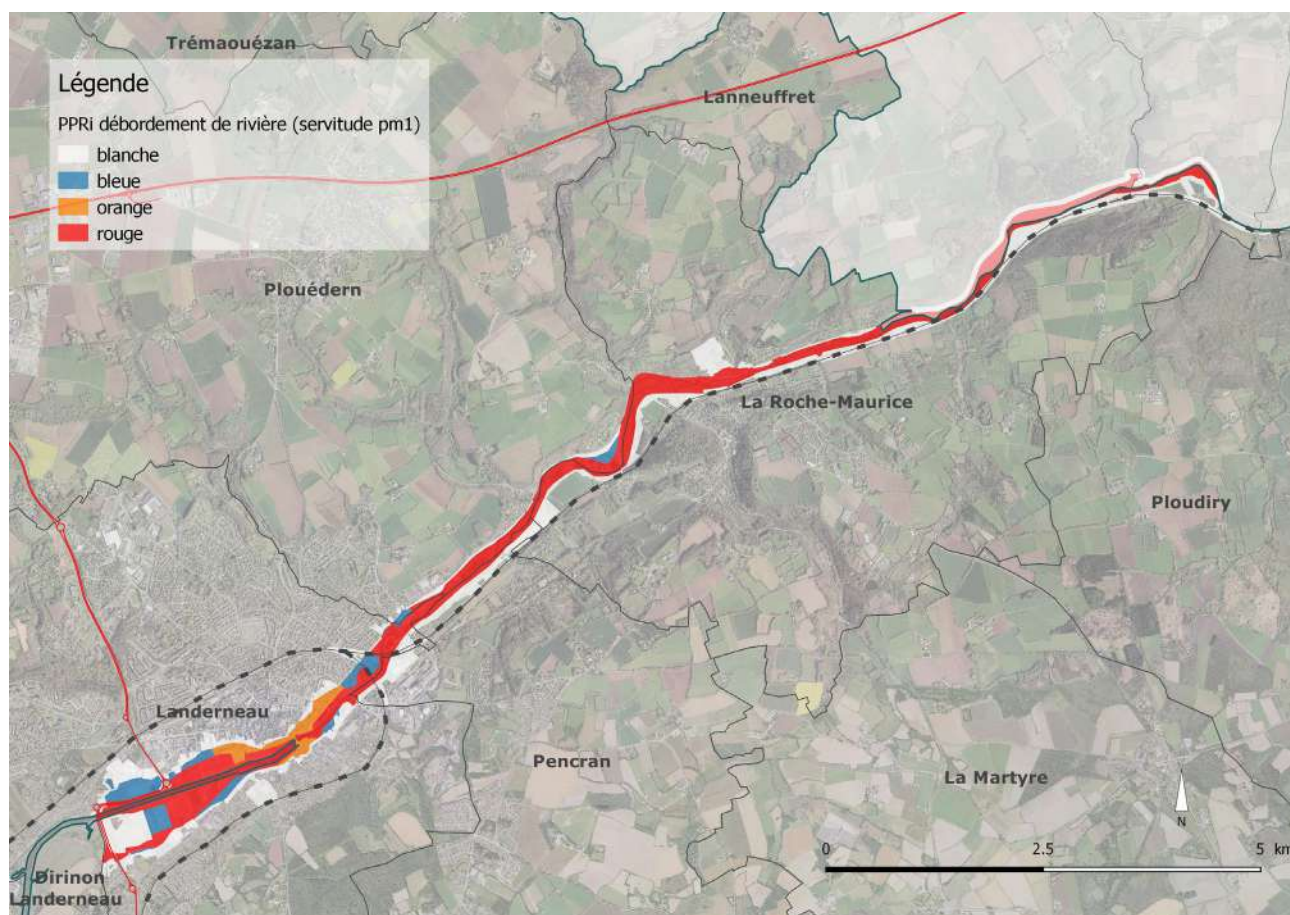 Trémaouézan
Légende
PPRi débordement de rivière (servitude pm1)
blanche
bleue
orange
rouge
Lanneuffret
Plouédern
La Roche-Maurice
Ploudiry
Landerneau
Pencran
La Martyre
N
0 2.5 5 km
Dirinon
Landerneau